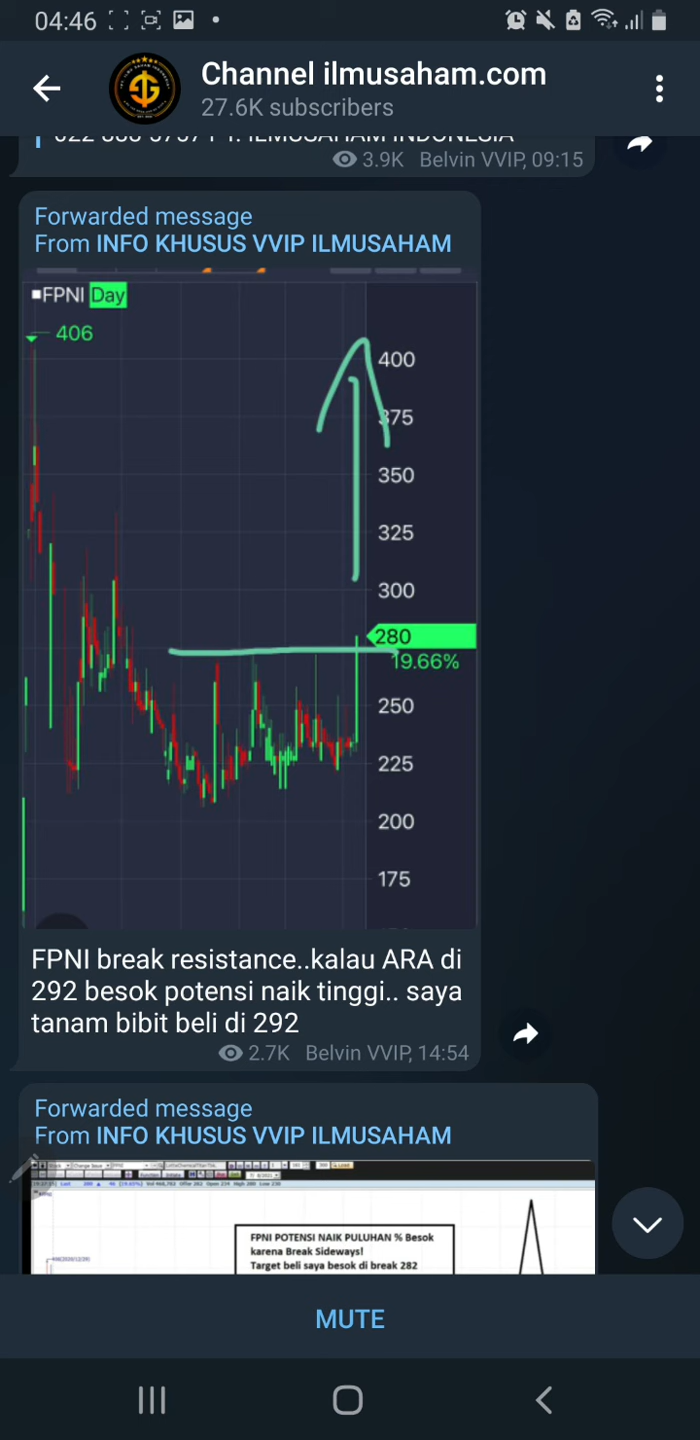 04:46
Channel ilmusaham.com
27.6K subscribers
3.9K Belvin VVIP, 09:15
Forwarded message
From INFO KHUSUS VVIP ILMUSAHAM
FPNI Day
406
400
375
350
325
300
280
19.66%
250
225
200
175
FPNI break resistance..kalau ARA di
292 besok potensi naik tinggi.. saya
tanam bibit beli di 292
2.7K Belvin VVIP, 14:54
Forwarded message
From INFO KHUSUS VVIP ILMUSAHAM
FPNI POTENSI NAIK PULUHAN % Besok
karena Break Sideways!
Target beli saya besok di break 282
MUTE